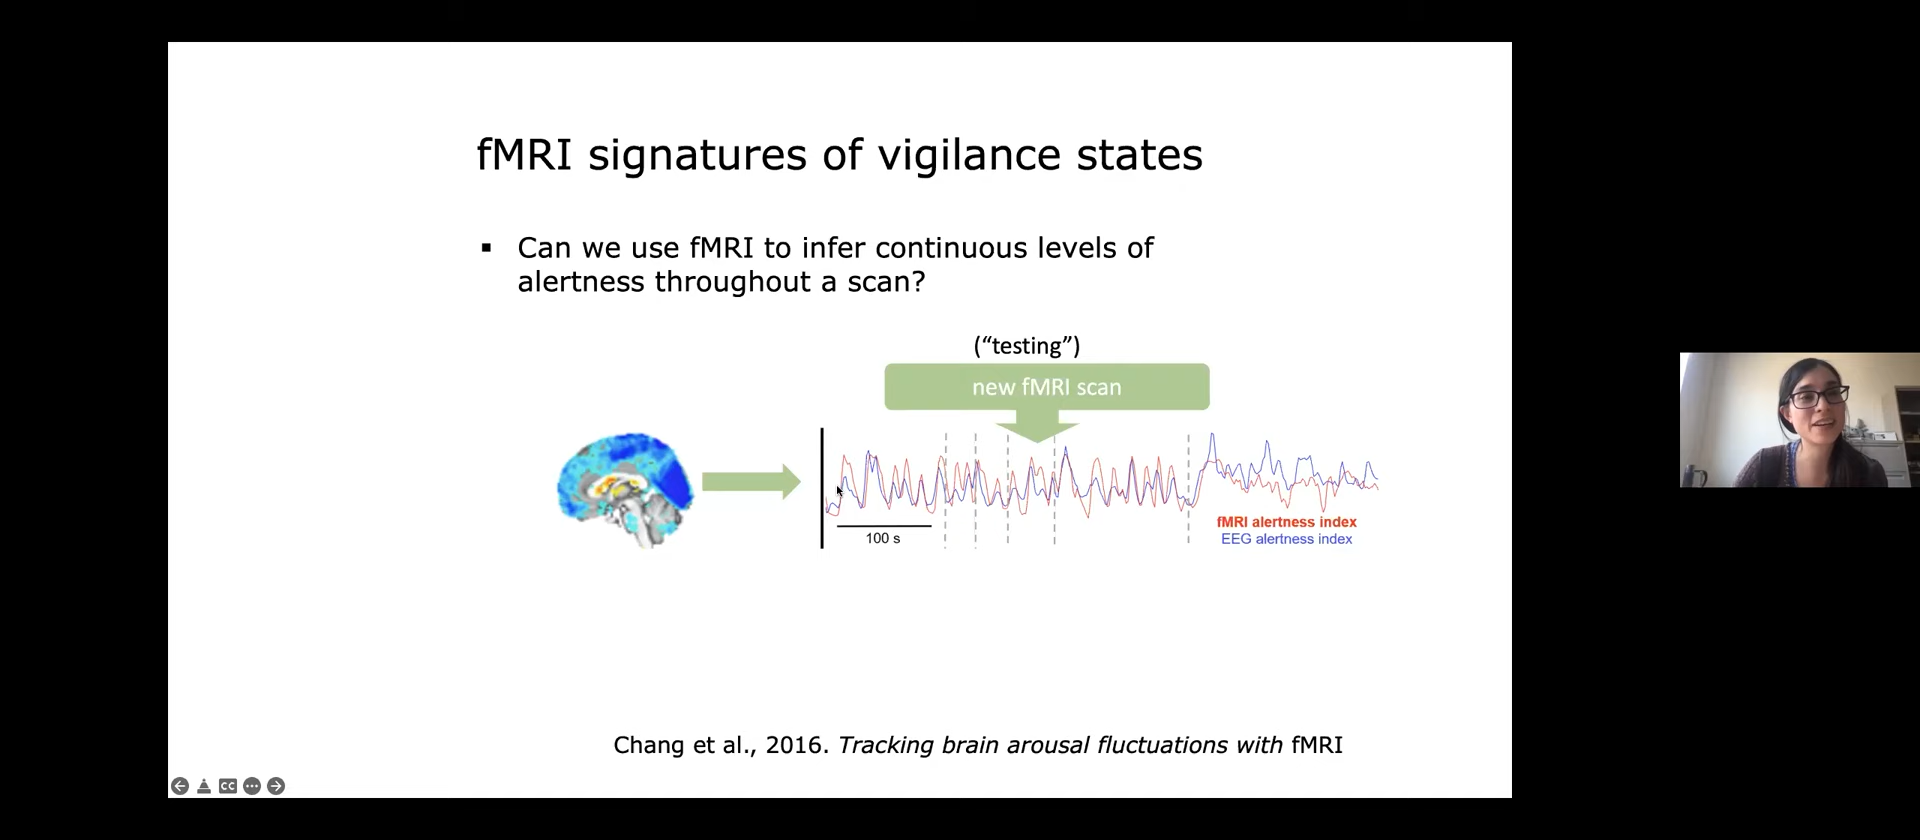 fMRI signatures of vigilance states
▪ Can we use fMRI to infer continuous levels of
alertness throughout a scan?
(“testing”)
new fMRI scan
100 s
fMRI alertness index
EEG alertness index
Chang et al., 2016. Tracking brain arousal fluctuations with fMRI
CC